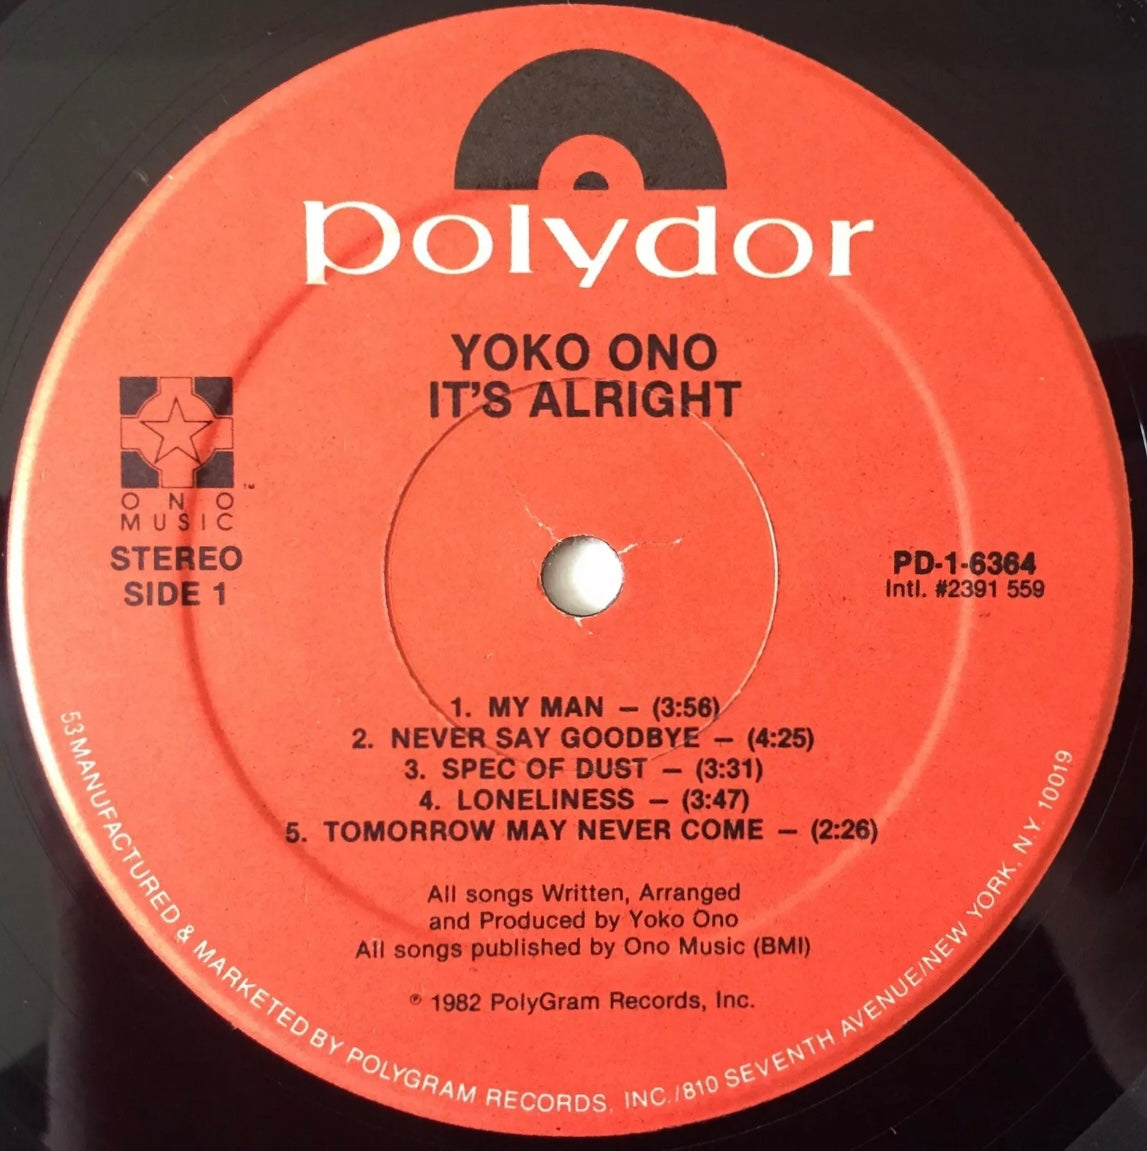 polydor
YOKO ONO
IT'S ALRIGHT
ONO™
MUSIC
STEREO
SIDE 1
PD-1-6364
Intl. #2391 559
1. MY MAN — (3:56)
2. NEVER SAY GOODBYE — (4:25)
3. SPEC OF DUST — (3:31)
4. LONELINESS — (3:47)
5. TOMORROW MAY NEVER COME — (2:26)
All songs Written, Arranged
and Produced by Yoko Ono
All songs published by Ono Music (BMI)
℗ 1982 PolyGram Records, Inc.
53 MANUFACTURED & MARKETED BY POLYGRAM RECORDS, INC./810 SEVENTH AVENUE/NEW YORK, N.Y. 10019